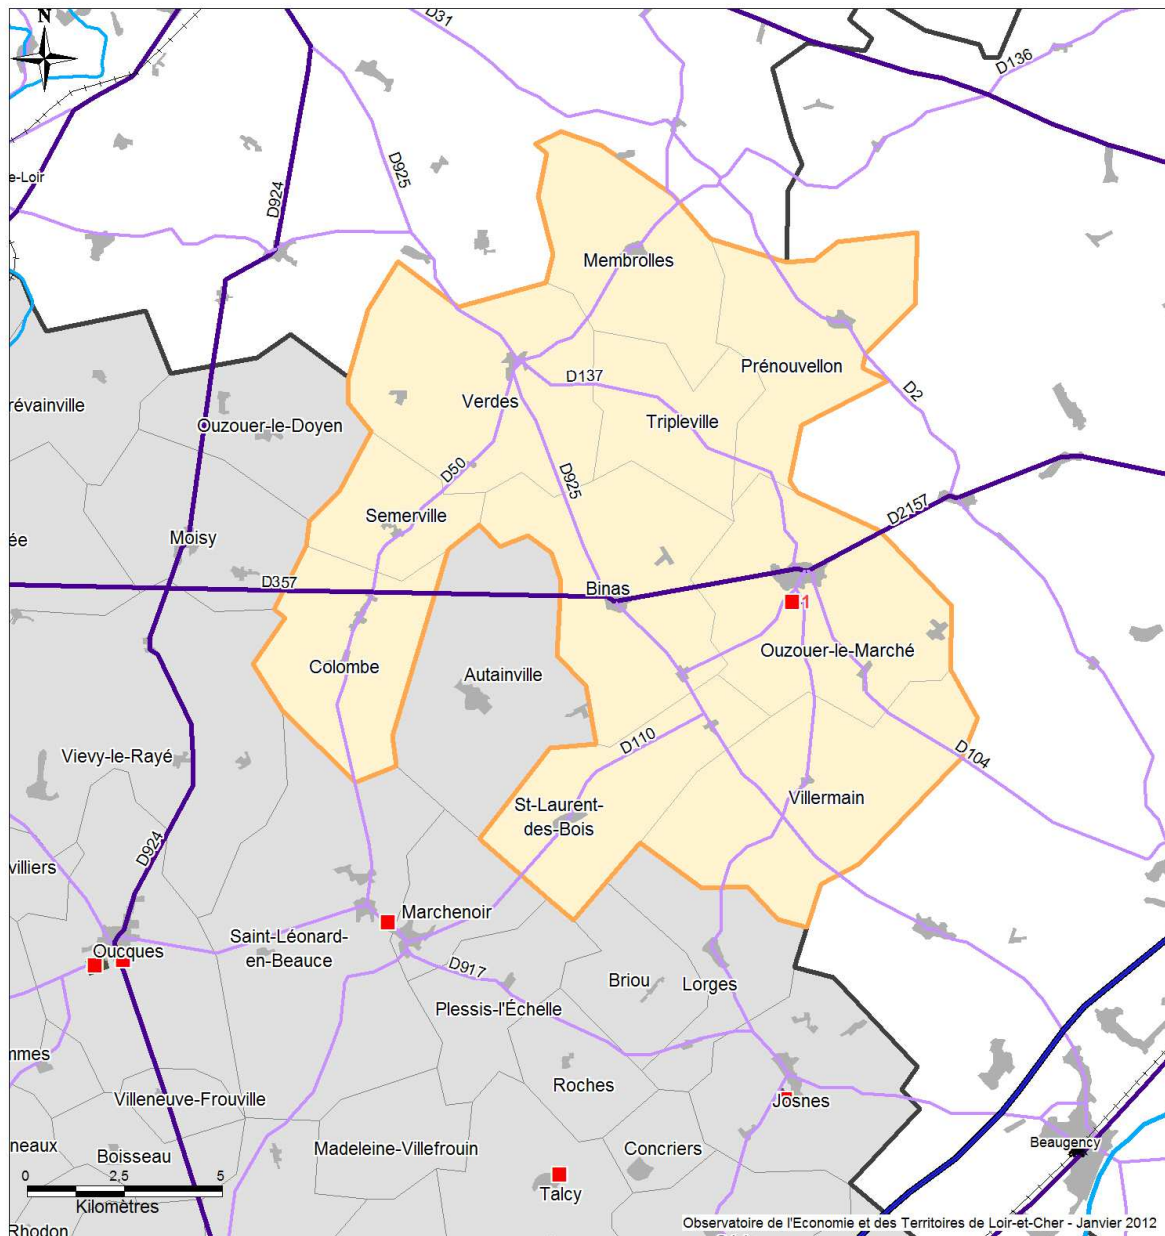 N
D31
D136
e-Loir
D924
D925
Membrolles
Prénouvellon
D137
Verdes
D2
révainville
Ouzouer-le-Doyen
Tripleville
D50
D925
Semerville
D2157
ée
Moisy
D357
Binas
1
Ouzouer-le-Marché
Colombe
Autainville
D110
D104
Vievy-le-Rayé
St-Laurent-
des-Bois
Villermain
D924
villiers
Marchenoir
Saint-Léonard-
en-Beauce
Oucques
D917
Briou
Lorges
Plessis-l'Échelle
mmes
Roches
Villeneuve-Frouville
Josnes
neaux
Boisseau
Madeleine-Villefrouin
Concriers
Beaugency
0 2,5 5
Kilomètres
Talcy
Rhodon
Observatoire de l'Economie et des Territoires de Loir-et-Cher - Janvier 2012